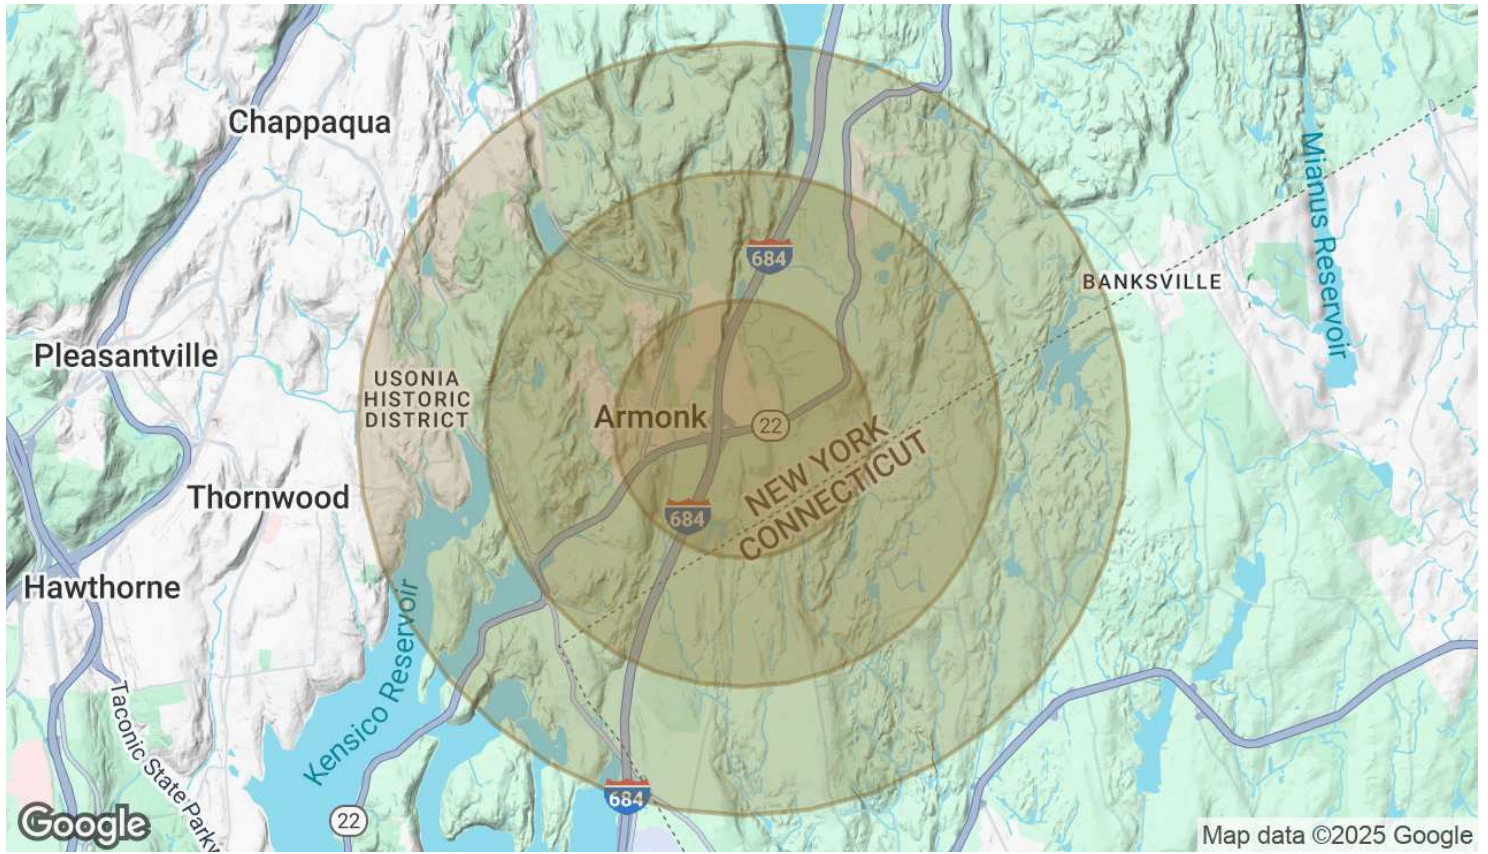 Chappaqua
684
Mianus Reservoir
BANKSVILLE
Pleasantville
USONIA
HISTORIC
DISTRICT
Armonk
22
NEW YORK
CONNECTICUT
Thornwood
684
Hawthorne
Kensico Reservoir
Taconic State Parkw
684
22
Google
Map data ©2025 Google